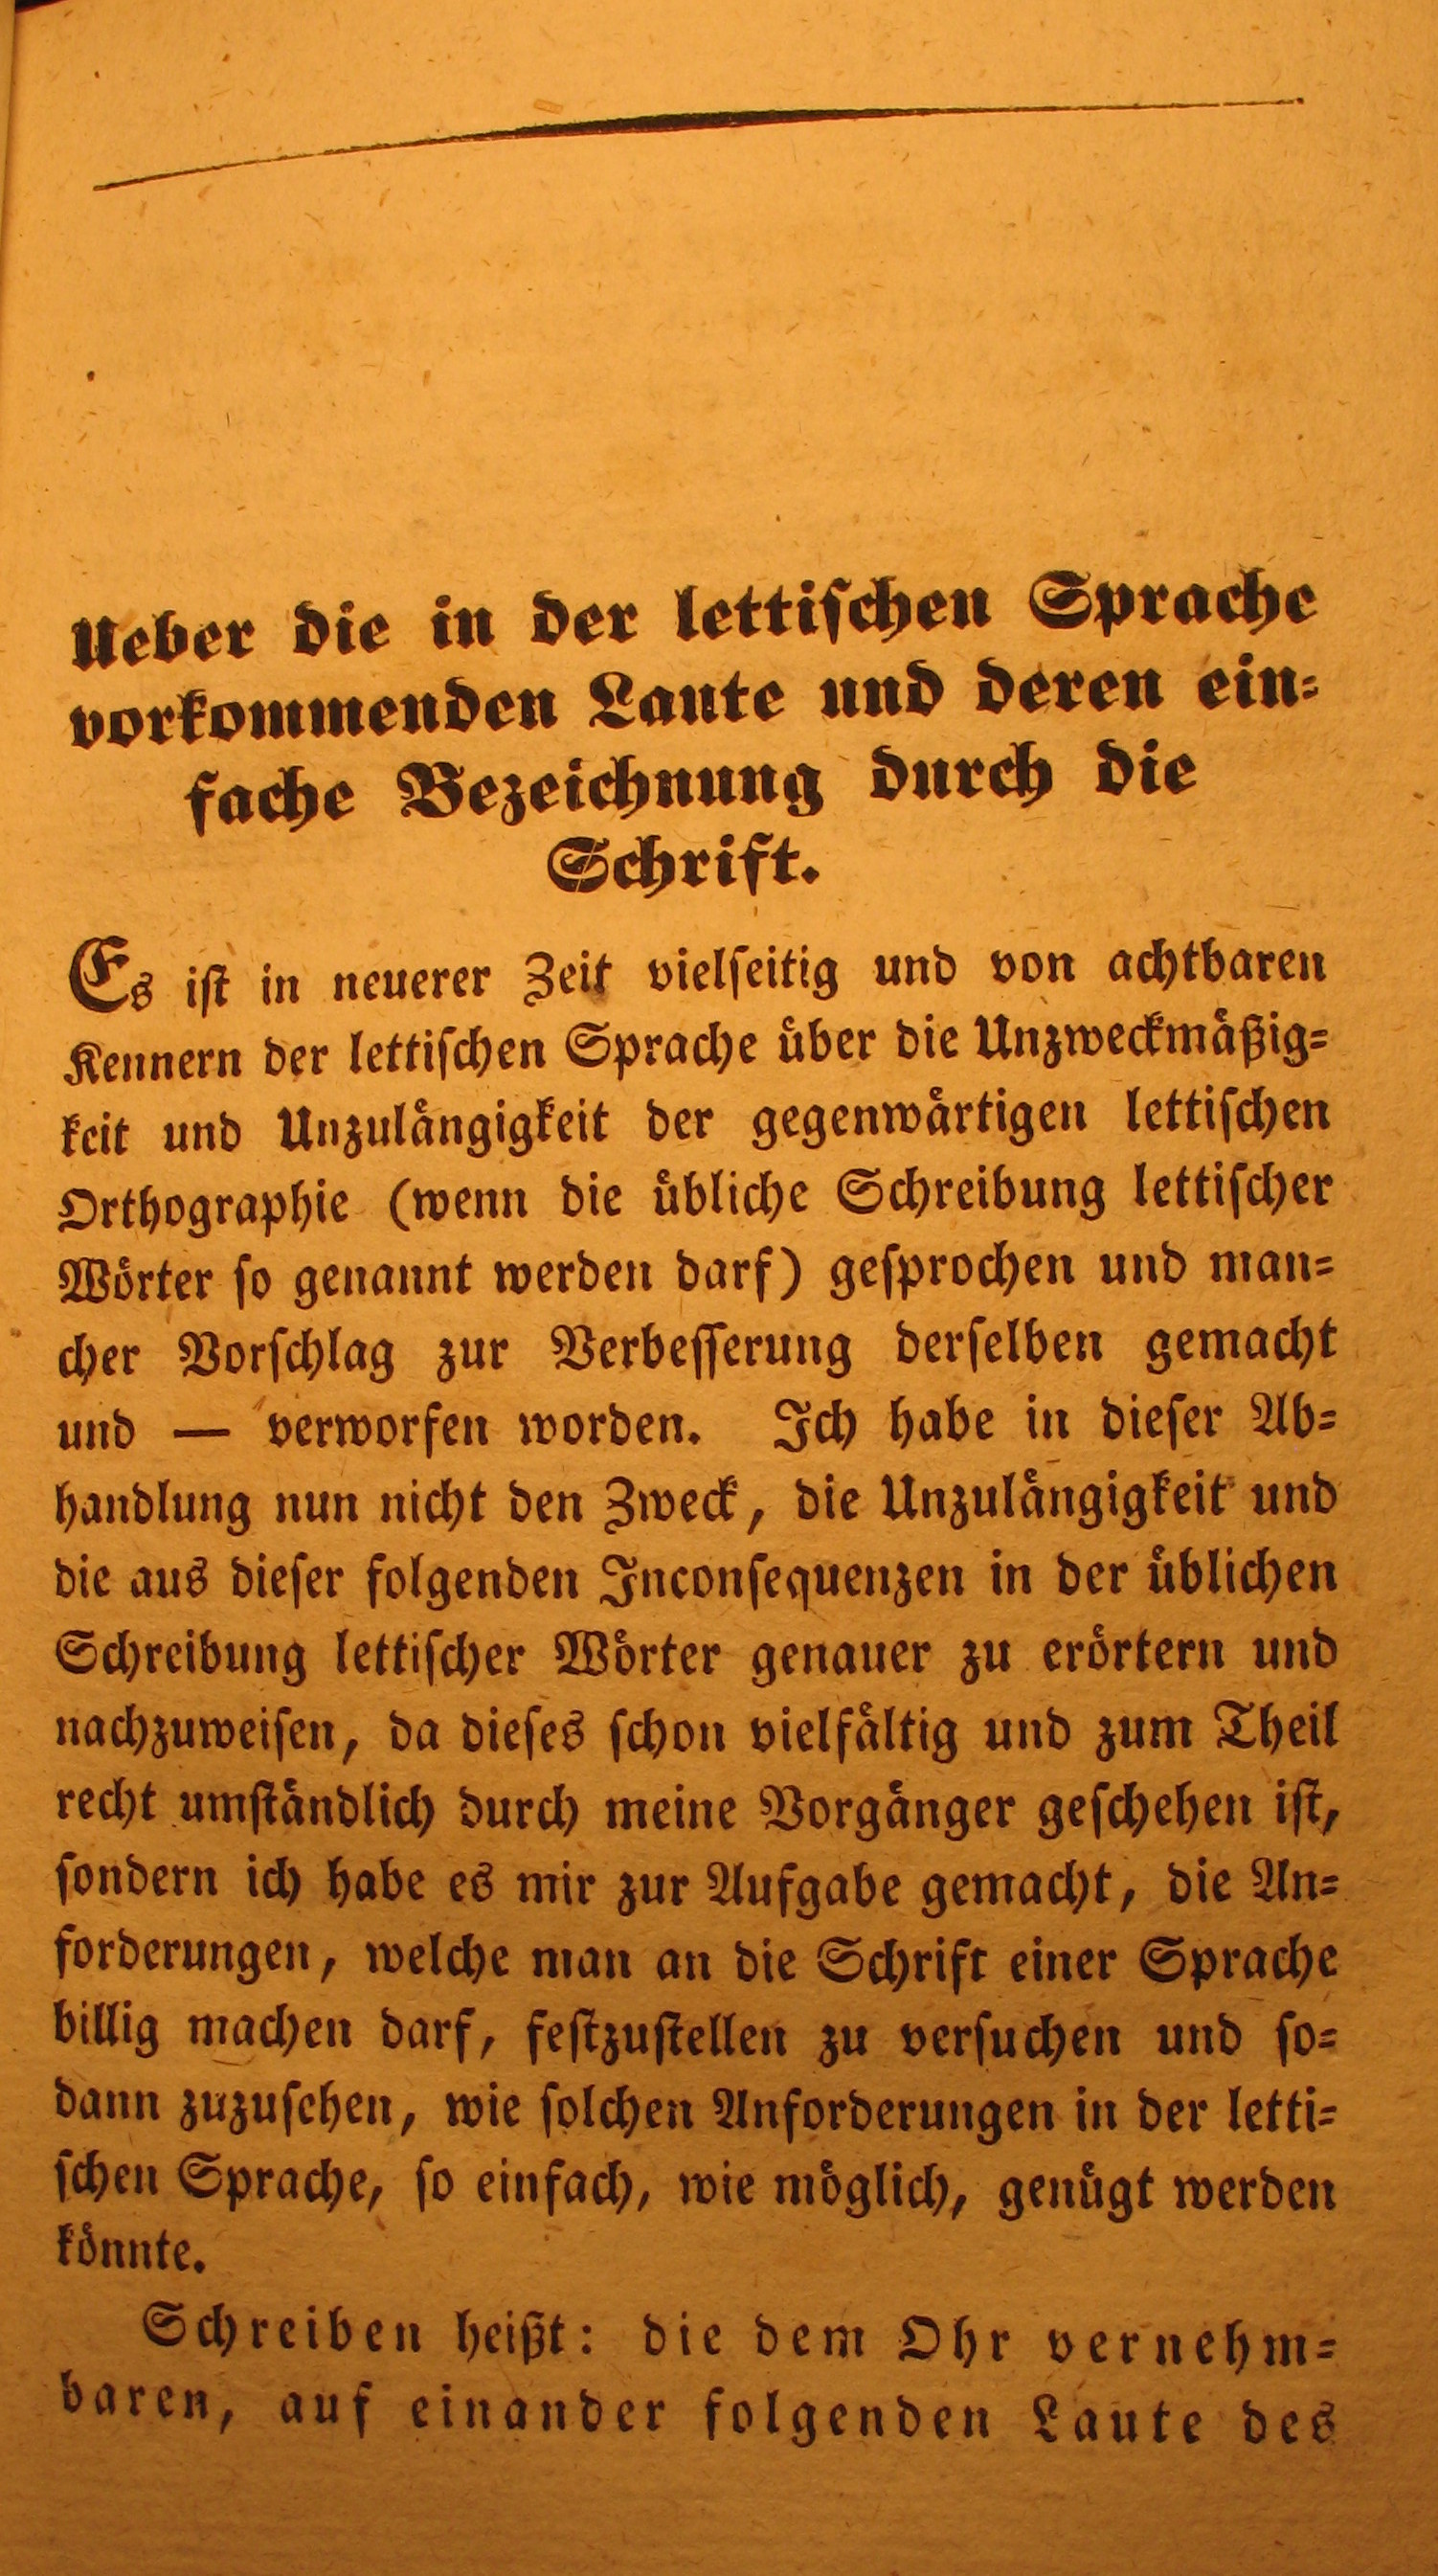 Ueber die in der lettiſchen Sprache
vorkommenden Laute und deren ein⸗
fache Bezeichnung durch die
Schrift.
Es iſt in neuerer Zeit vielſeitig und von achtbaren
Kennern der lettiſchen Sprache über die Unzweckmäßig⸗
keit und Unzulängigkeit der gegenwärtigen lettiſchen
Orthographie (wenn die übliche Schreibung lettiſcher
Wörter ſo genannt werden darf) geſprochen und man⸗
cher Vorſchlag zur Verbeſſerung derſelben gemacht
und — verworfen worden. Ich habe in dieſer Ab⸗
handlung nun nicht den Zweck, die Unzulängigkeit und
die aus dieſer folgenden Inconſequenzen in der üblichen
Schreibung lettiſcher Wörter genauer zu erörtern und
nachzuweiſen, da dieſes ſchon vielfältig und zum Theil
recht umſtändlich durch meine Vorgänger geſchehen iſt,
ſondern ich habe es mir zur Aufgabe gemacht, die An⸗
forderungen, welche man an die Schrift einer Sprache
billig machen darf, feſtzuſtellen zu verſuchen und ſo⸗
dann zuzuſehen, wie ſolchen Anforderungen in der letti⸗
ſchen Sprache, ſo einfach, wie möglich, genügt werden
könnte.
Schreiben heißt: die dem Ohr vernehm⸗
baren, auf einander folgenden Laute des